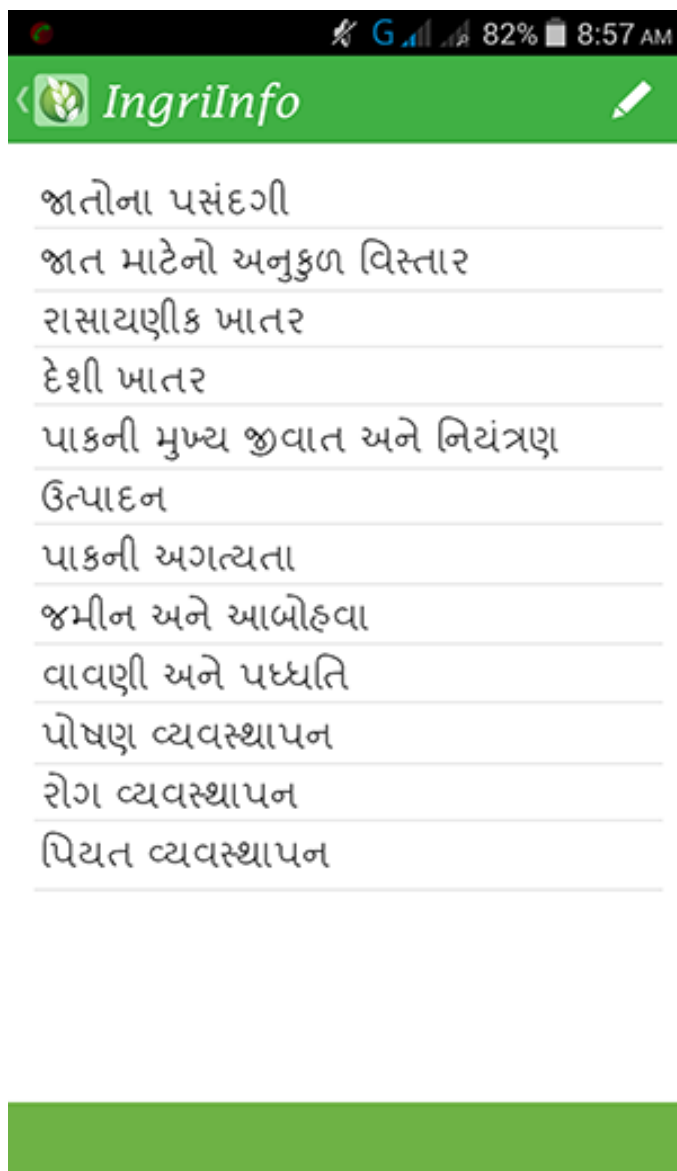 G 82% 8:57 AM
IngriInfo
જાતોના પસંદગી
જાત માટેનો અનુકુળ વિસ્તાર
રાસાયણીક ખાતર
દેશી ખાતર
પાકની મુખ્ય જીવાત અને નિયંત્રણ
ઉત્પાદન
પાકની અગત્યતા
જમીન અને આબોહવા
વાવણી અને પધ્ધતિ
પોષણ વ્યવસ્થાપન
રોગ વ્યવસ્થાપન
પિયત વ્યવસ્થાપન